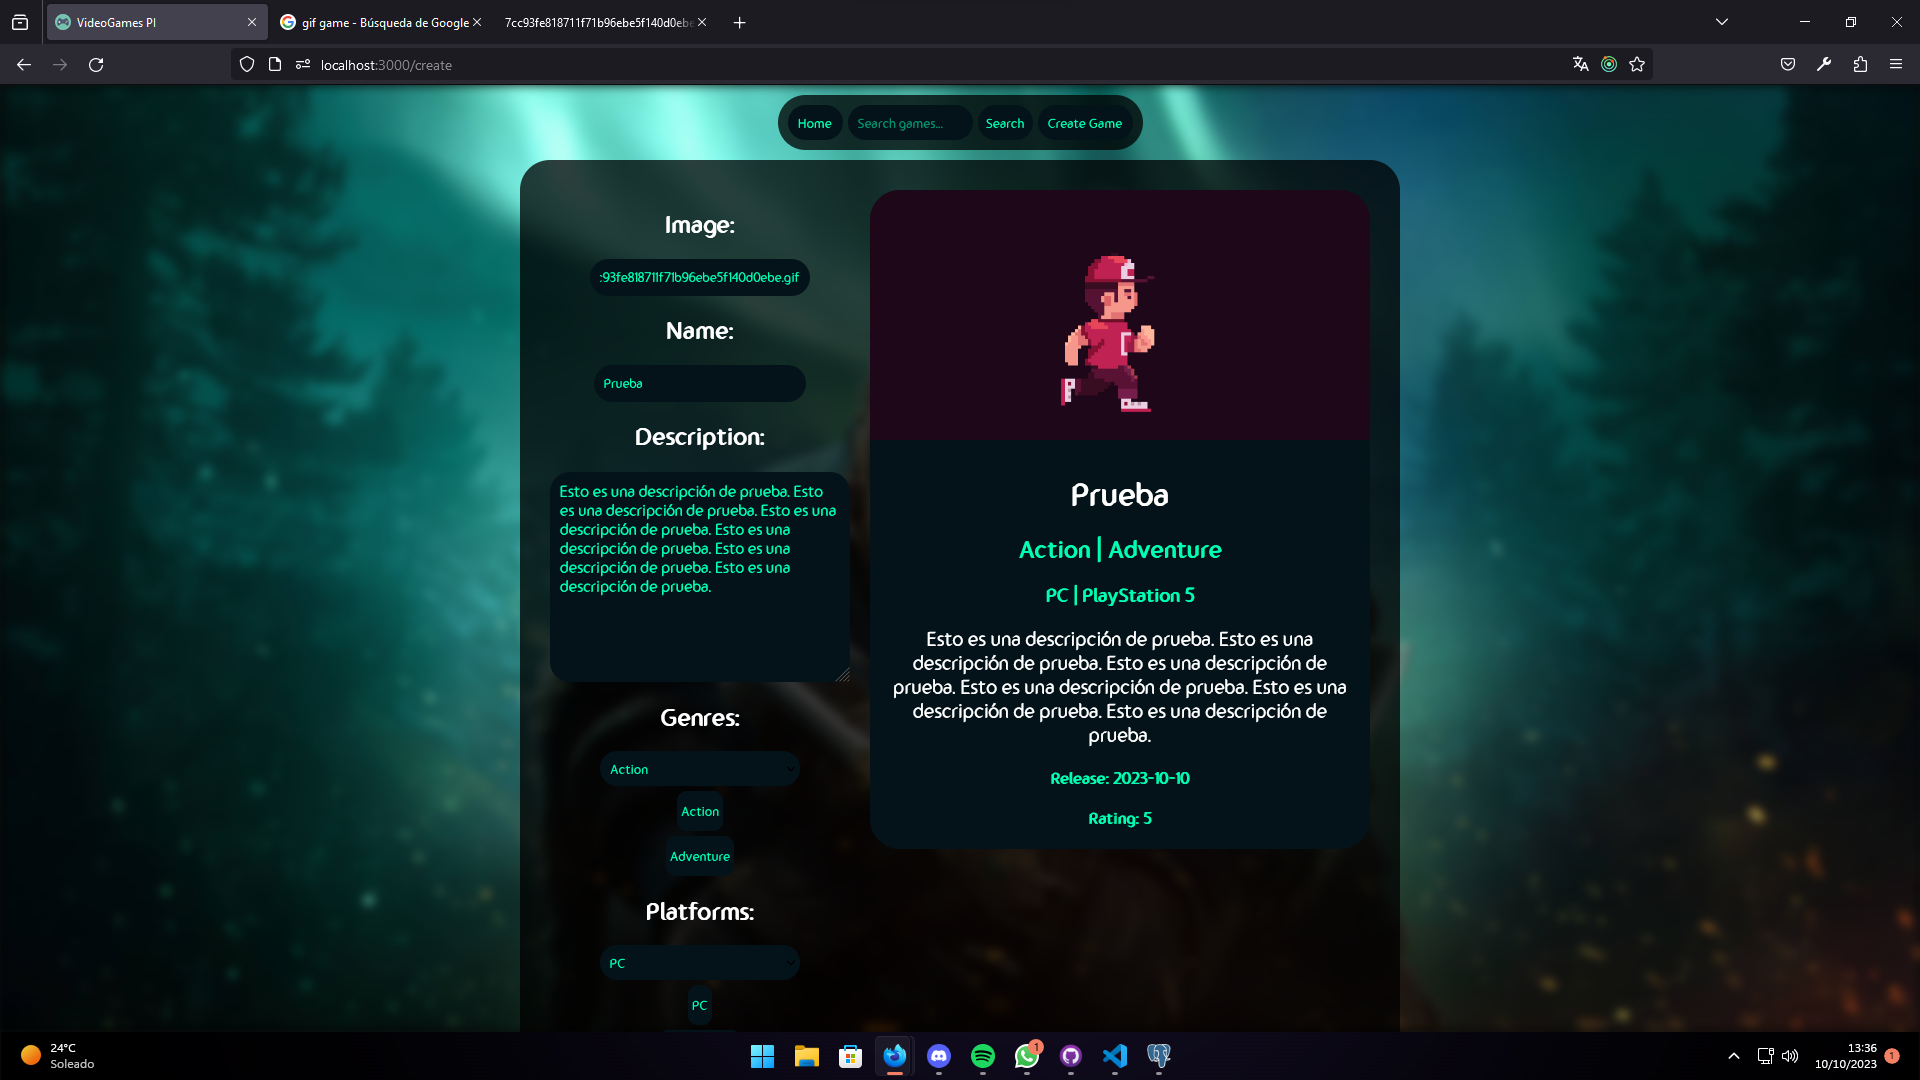 VideoGames PI
gif game - Búsqueda de Google
7cc93fe818711f71b96ebe5f140d0ebe
localhost:3000/create
Home
Search games...
Search
Create Game
Image:
:93fe818711f71b96ebe5f140d0ebe.gif
Name:
Prueba
Description:
Esto es una descripción de prueba. Esto
es una descripción de prueba. Esto es una
descripción de prueba. Esto es una
descripción de prueba. Esto es una
descripción de prueba. Esto es una
descripción de prueba.
Genres:
Action
Action
Adventure
Platforms:
PC
PC
Prueba
Action | Adventure
PC | PlayStation 5
Esto es una descripción de prueba. Esto es una
descripción de prueba. Esto es una descripción de
prueba. Esto es una descripción de prueba. Esto es una
descripción de prueba. Esto es una descripción de
prueba.
Release: 2023-10-10
Rating: 5
24°C
Soleado
1
13:36
10/10/2023
1